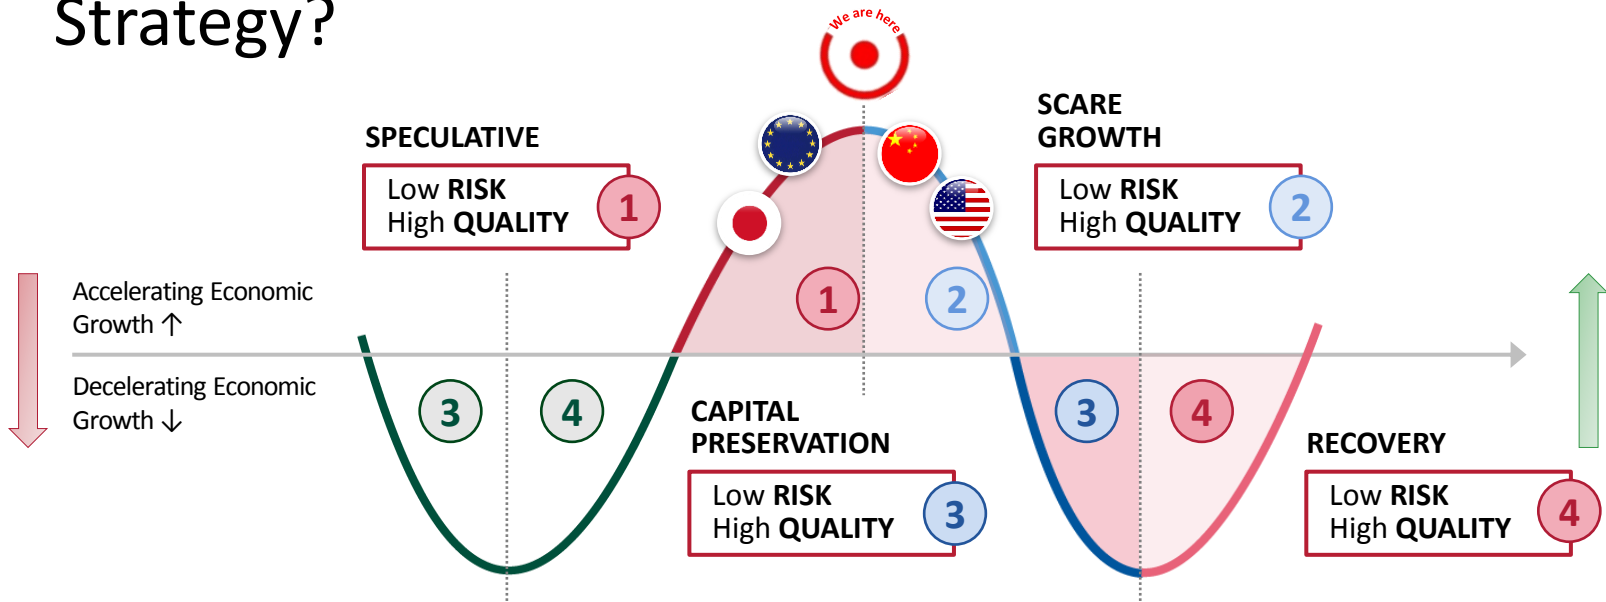 Strategy?
We are here
SPECULATIVE
Low RISK
High QUALITY
1
SCARE
GROWTH
Low RISK
High QUALITY
2
Accelerating Economic
Growth ↑
1
2
Decelerating Economic
Growth ↓
3
4
CAPITAL
PRESERVATION
Low RISK
High QUALITY
3
3
4
RECOVERY
Low RISK
High QUALITY
4